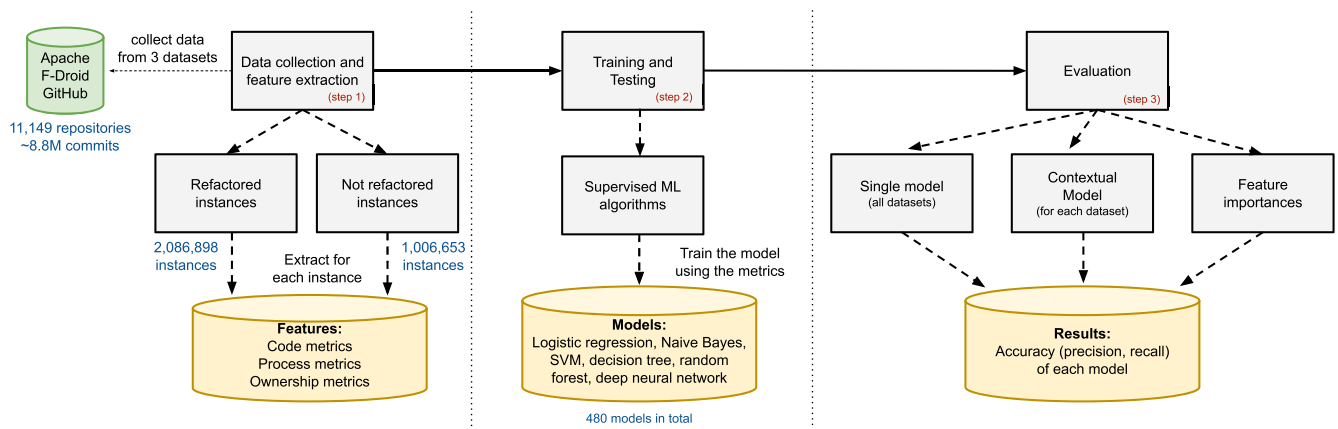 collect data
from 3 datasets
Apache
F-Droid
GitHub
11,149 repositories
~8.8M commits
Data collection and
feature extraction
(step 1)
Refactored
instances
Not refactored
instances
2,086,898
instances
1,006,653
instances
Extract for
each instance
Features:
Code metrics
Process metrics
Ownership metrics
Training and
Testing
(step 2)
Supervised ML
algorithms
Train the model
using the metrics
Models:
Logistic regression, Naive Bayes,
SVM, decision tree, random
forest, deep neural network
480 models in total
Evaluation
(step 3)
Single model
(all datasets)
Contextual
Model
(for each dataset)
Feature
importances
Results:
Accuracy (precision, recall)
of each model